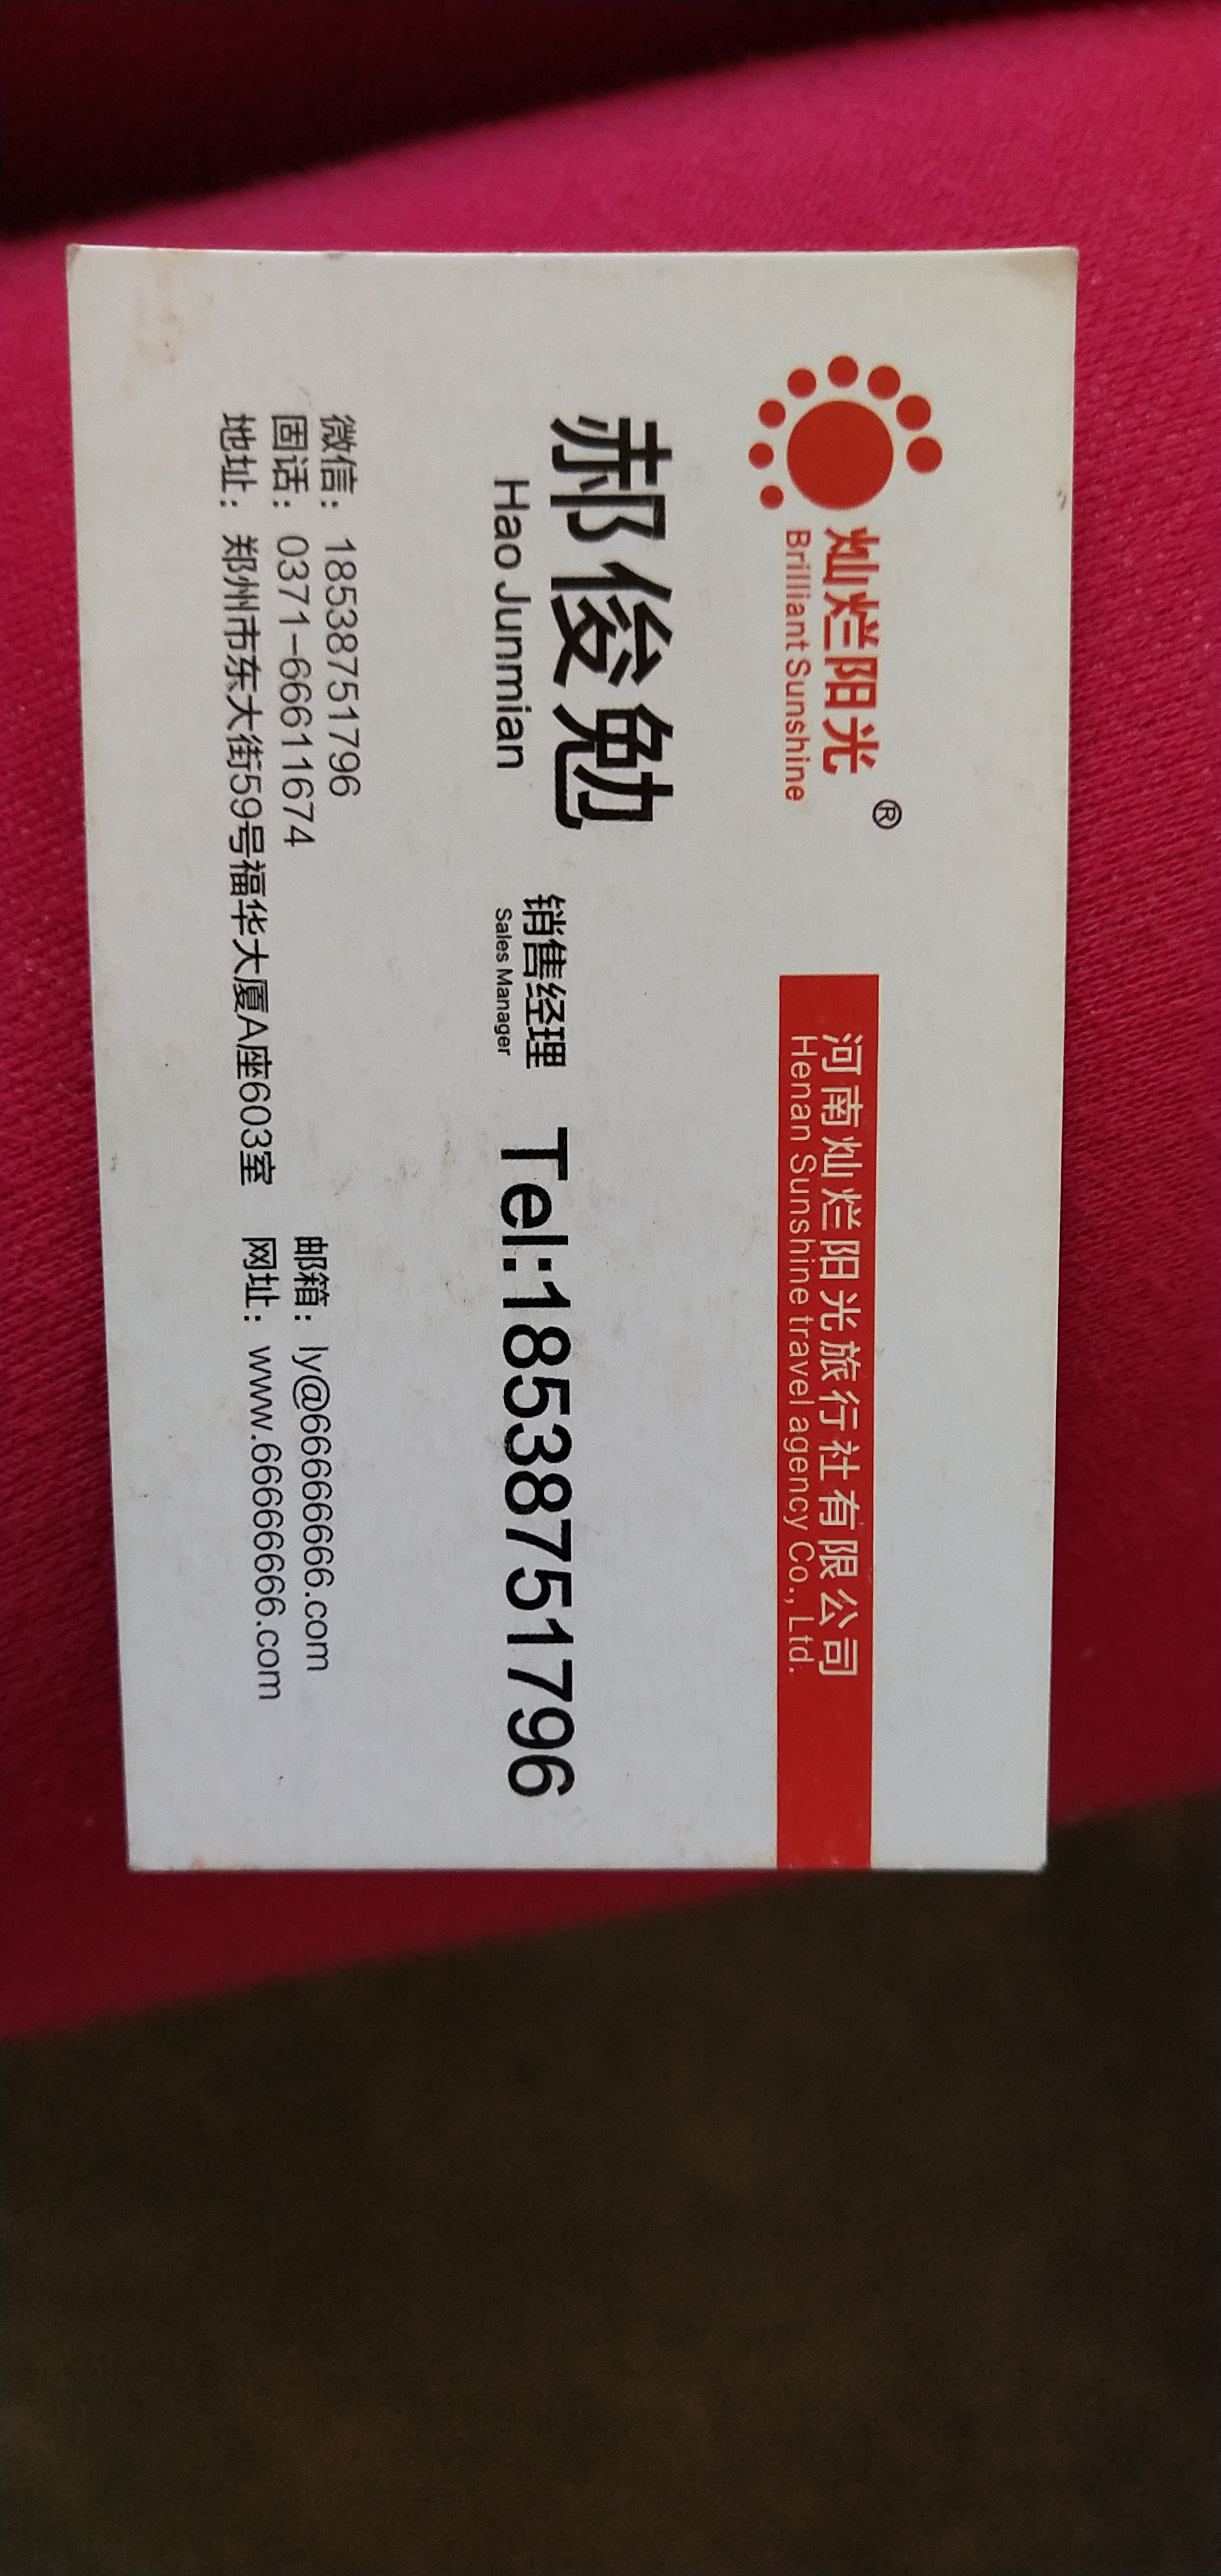 灿烂阳光®
Brilliant Sunshine
河南灿烂阳光旅行社有限公司
Henan Sunshine travel agency Co., Ltd.
郝俊勉
Hao Junmian
销售经理
Sales Manager
Tel:18538751796
微信：18538751796
固话：0371-66611674
地址：郑州市东大街59号福华大厦A座603室
邮箱：ly@6666666.com
网址：www.6666666.com